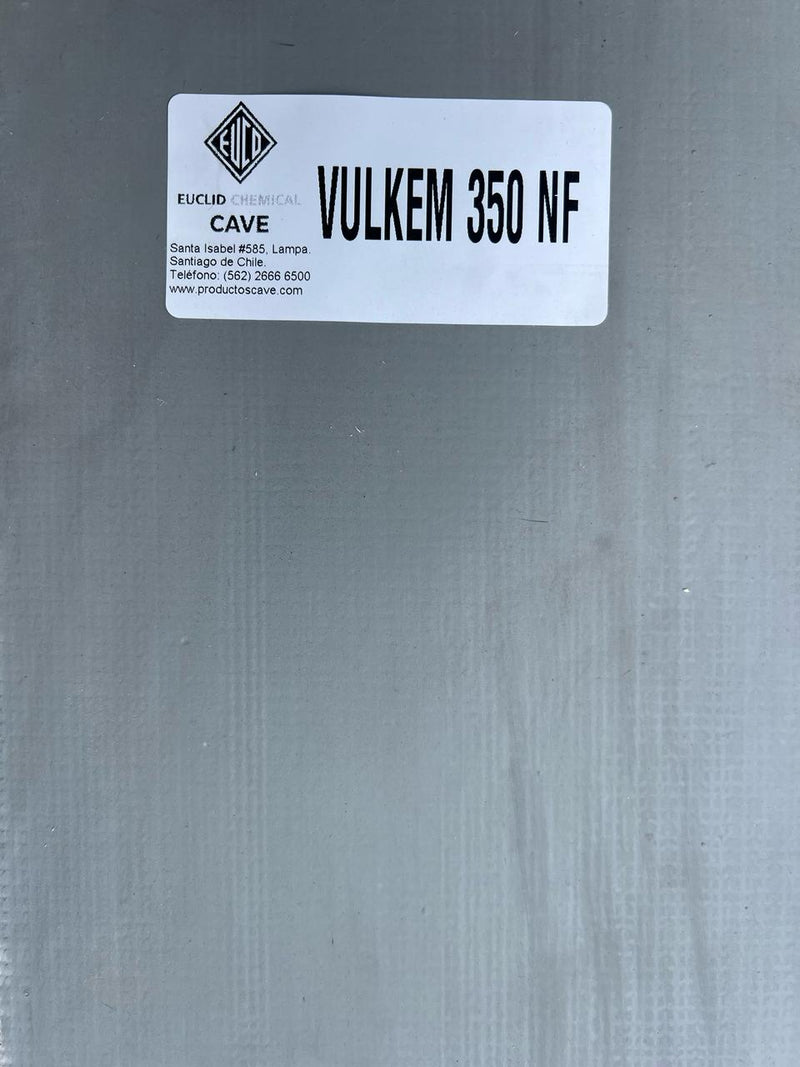 EUCO
EUCLID CHEMICAL
CAVE
Santa Isabel #585, Lampa.
Santiago de Chile.
Teléfono: (562) 2666 6500
www.productoscave.com
VULKEM 350 NF